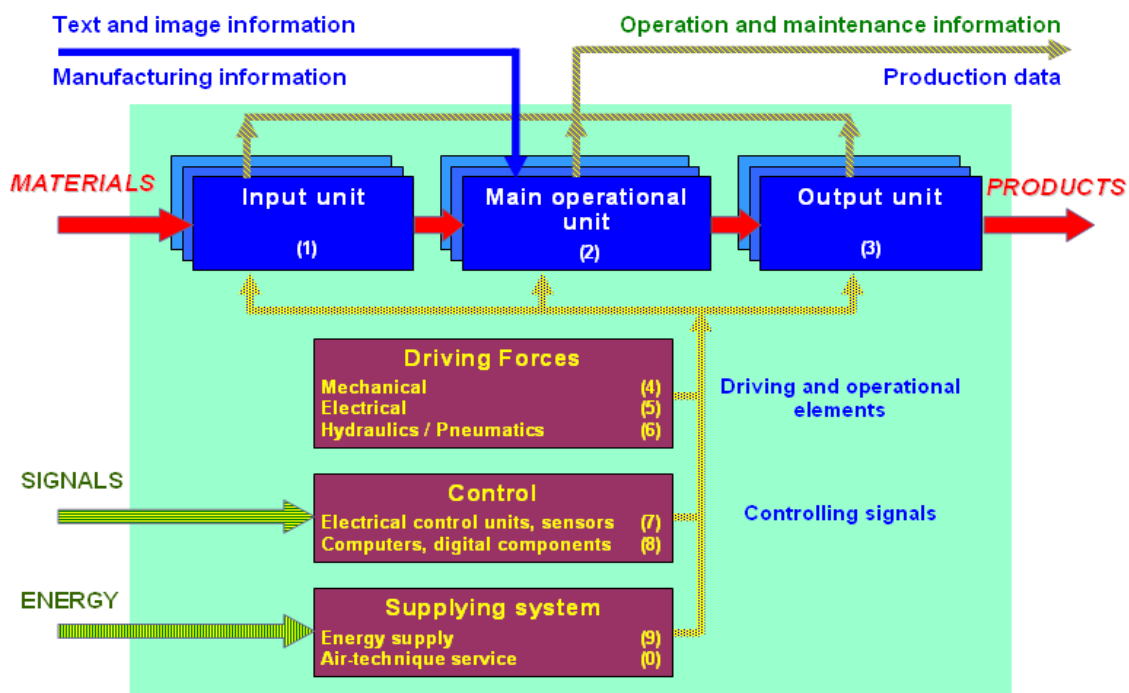 Text and image information
Operation and maintenance information
Manufacturing information
Production data
MATERIALS
Input unit
(1)
Main operational
unit
(2)
Output unit
(3)
PRODUCTS
Driving Forces
Mechanical (4)
Electrical (5)
Hydraulics / Pneumatics (6)
Driving and operational
elements
SIGNALS
Control
Electrical control units, sensors (7)
Computers, digital components (8)
Controlling signals
ENERGY
Supplying system
Energy supply (9)
Air-technique service (0)